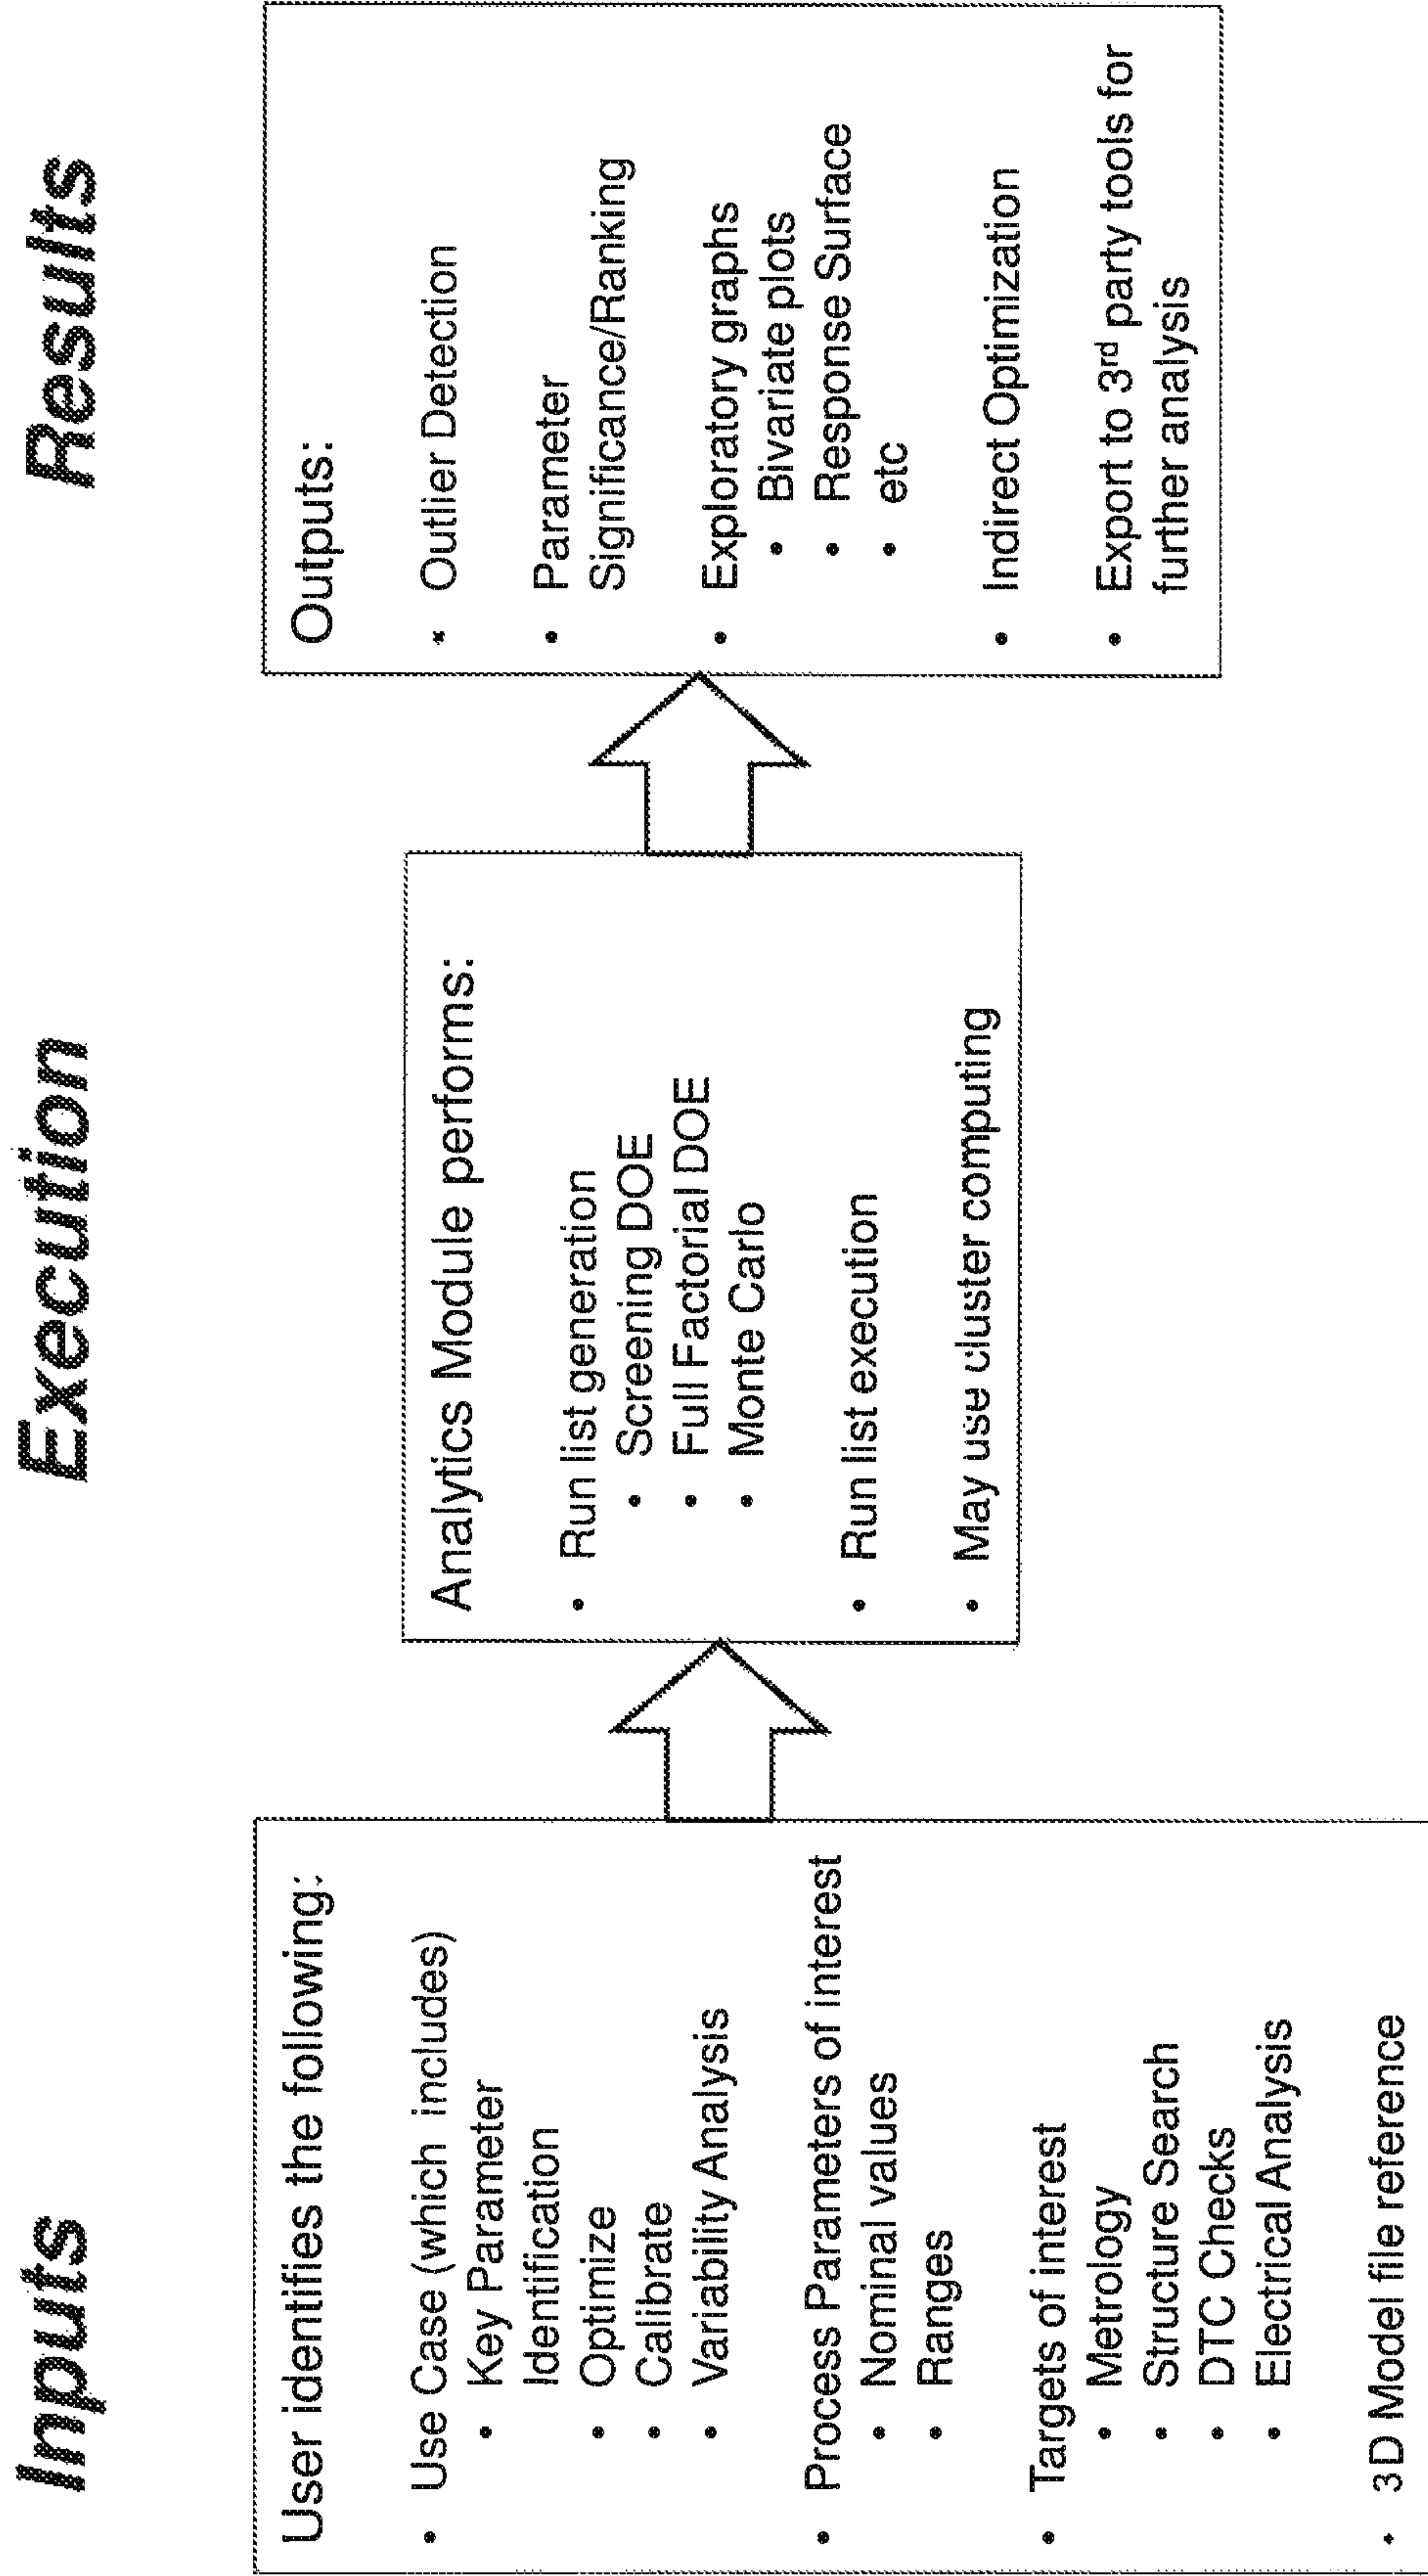 Inputs
User identifies the following:
• Use Case (which includes)
• Key Parameter
Identification
• Optimize
• Calibrate
• Variability Analysis
• Process Parameters of interest
• Nominal values
• Ranges
• Targets of interest
• Metrology
• Structure Search
• DTC Checks
• Electrical Analysis
• 3D Model file reference
Execution
Analytics Module performs:
• Run list generation
• Screening DOE
• Full Factorial DOE
• Monte Carlo
• Run list execution
• May use cluster computing
Results
Outputs:
• Outlier Detection
• Parameter
Significance/Ranking
• Exploratory graphs
• Bivariate plots
• Response Surface
• etc
• Indirect Optimization
• Export to 3rd party tools for
further analysis